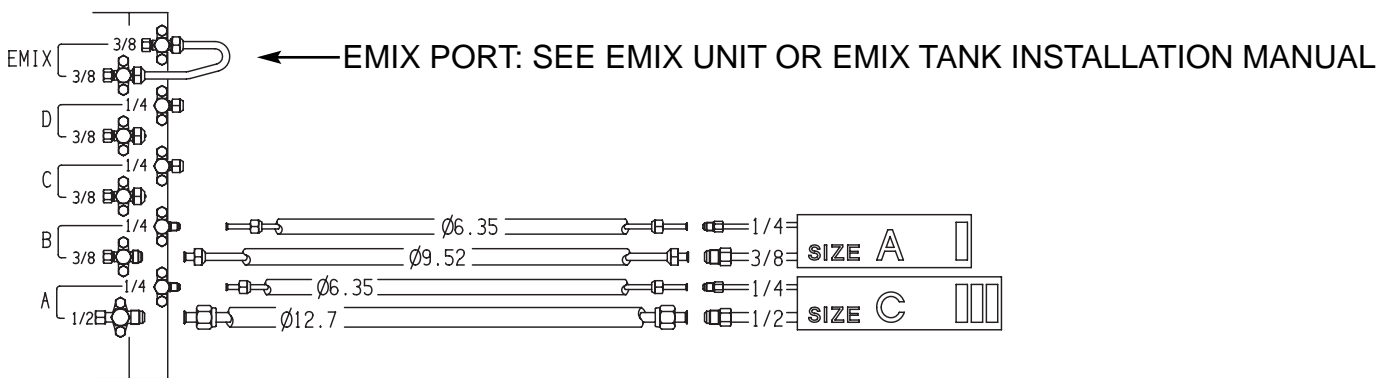 3/8
EMIX
EMIX PORT: SEE EMIX UNIT OR EMIX TANK INSTALLATION MANUAL
3/8
1/4
D
3/8
1/4
C
3/8
1/4 Ø6.35 1/4
B
3/8 Ø9.52 3/8 SIZE A
1/4 Ø6.35 1/4
A
1/2 Ø12.7 1/2 SIZE C